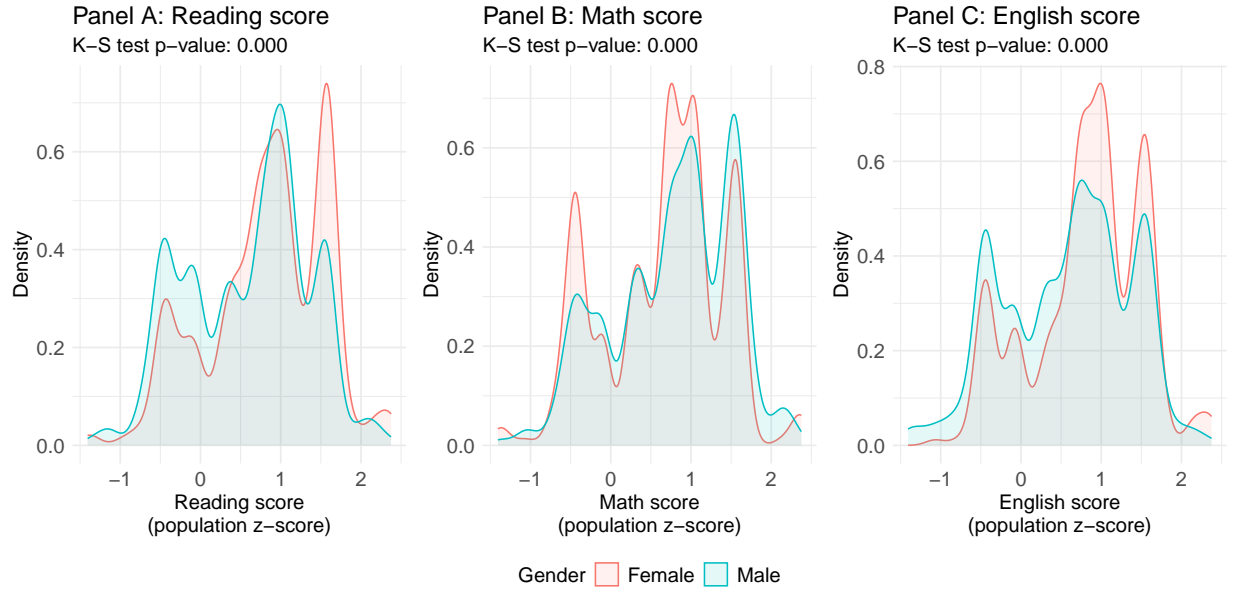 Panel A: Reading score
K−S test p−value: 0.000
Density
0.6
0.4
0.2
0.0
−1 0 1 2
Reading score
(population z−score)
Panel B: Math score
K−S test p−value: 0.000
Density
0.6
0.4
0.2
0.0
−1 0 1 2
Math score
(population z−score)
Panel C: English score
K−S test p−value: 0.000
Density
0.8
0.6
0.4
0.2
0.0
−1 0 1 2
English score
(population z−score)
Gender Female Male